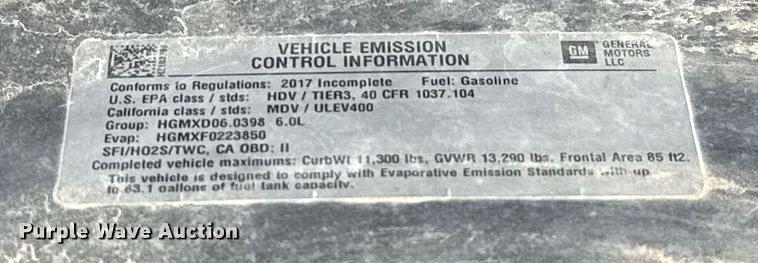 VEHICLE EMISSION
CONTROL INFORMATION
GM GENERAL
MOTORS
LLC
Conforms to Regulations: 2017 Incomplete Fuel: Gasoline
U.S. EPA class / stds: HDV / TIER3, 40 CFR 1037.104
California class / stds: MDV / ULEV400
Group: HGMXD06.0398 6.0L
Evap: HGMXF0223850
SFI/HO2S/TWC, CA OBD: II
Completed vehicle maximums: CurbWt 11,300 lbs, GVWR 13,290 lbs. Frontal Area 85 ft2.
This vehicle is designed to comply with Evaporative Emission Standards with up
to 63.1 gallons of fuel tank capacity.
Purple Wave Auction